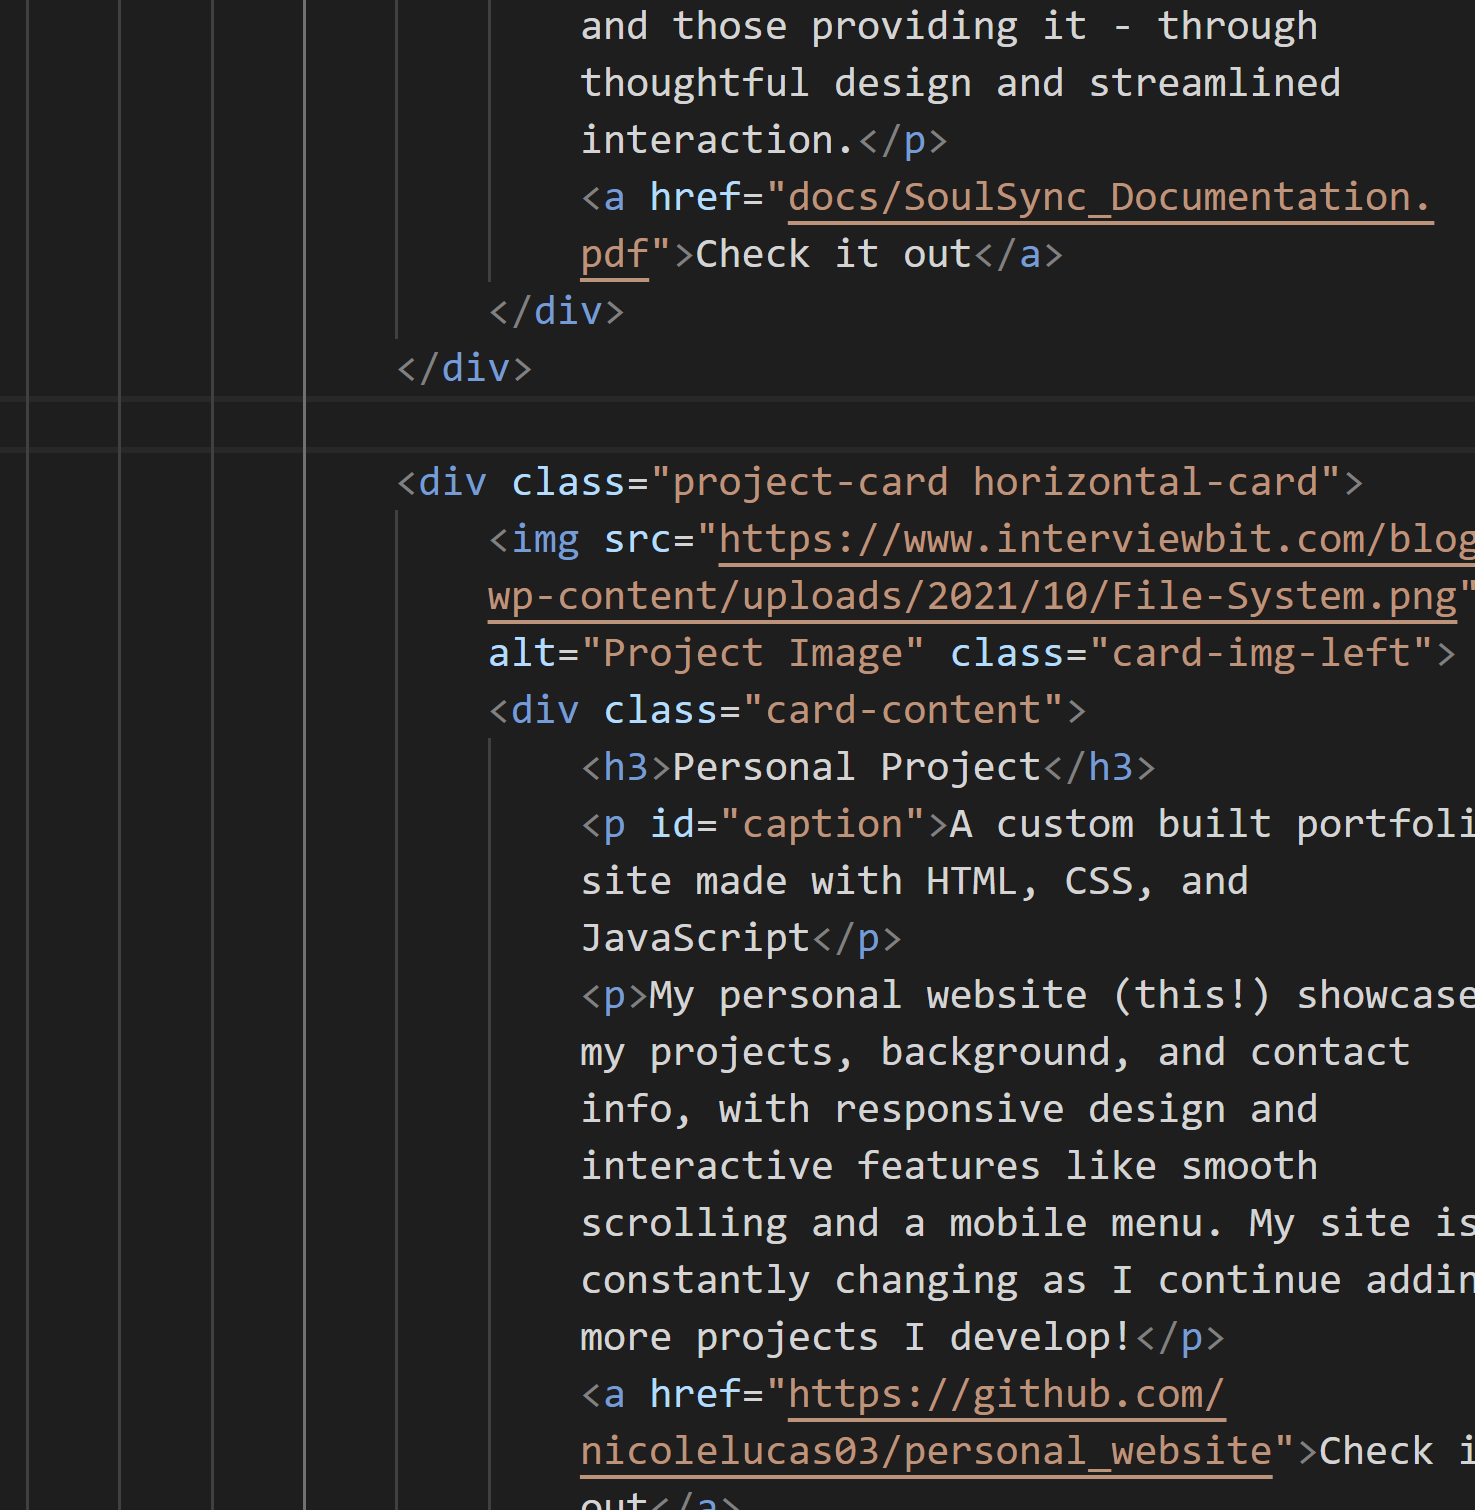 and those providing it - through
thoughtful design and streamlined
interaction.</p>
<a href="docs/SoulSync_Documentation.
pdf">Check it out</a>
</div>
</div>
<div class="project-card horizontal-card">
<img src="https://www.interviewbit.com/blog
wp-content/uploads/2021/10/File-System.png"
alt="Project Image" class="card-img-left">
<div class="card-content">
<h3>Personal Project</h3>
<p id="caption">A custom built portfoli
site made with HTML, CSS, and
JavaScript</p>
<p>My personal website (this!) showcase
my projects, background, and contact
info, with responsive design and
interactive features like smooth
scrolling and a mobile menu. My site is
constantly changing as I continue addin
more projects I develop!</p>
<a href="https://github.com/
nicolelucas03/personal_website">Check i
out</a>